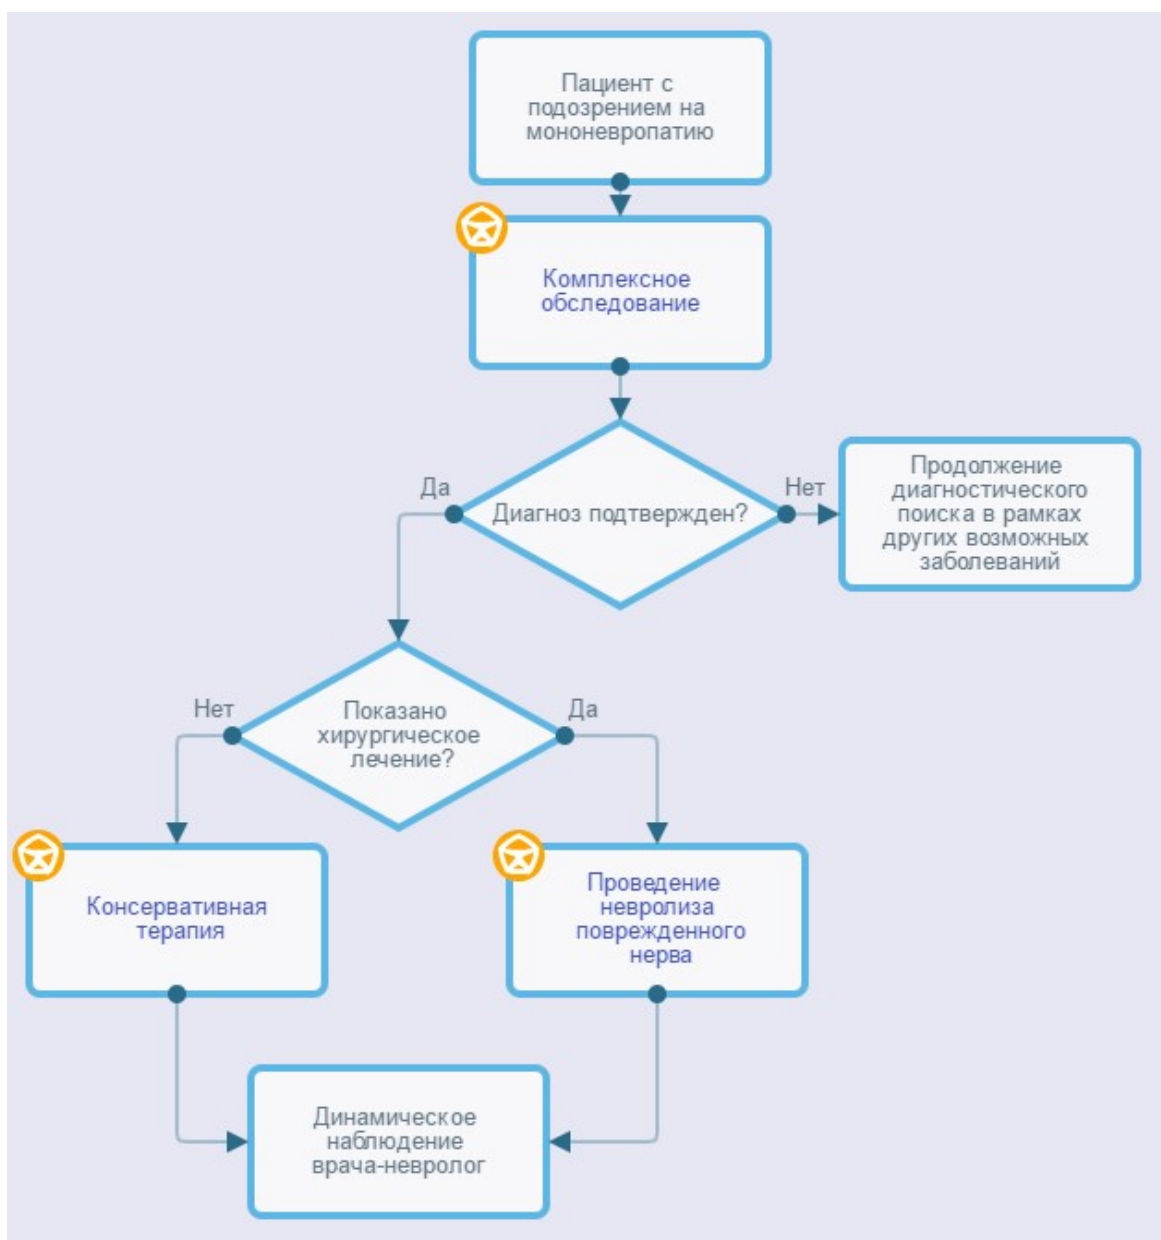 Пациент с
подозрением на
мононевропатию
Комплексное
обследование
Да
Диагноз подтвержден?
Нет
Продолжение
диагностического
поиска в рамках
других возможных
заболеваний
Нет
Показано
хирургическое
лечение?
Да
Консервативная
терапия
Проведение
невролиза
поврежденного
нерва
Динамическое
наблюдение
врача-невролог